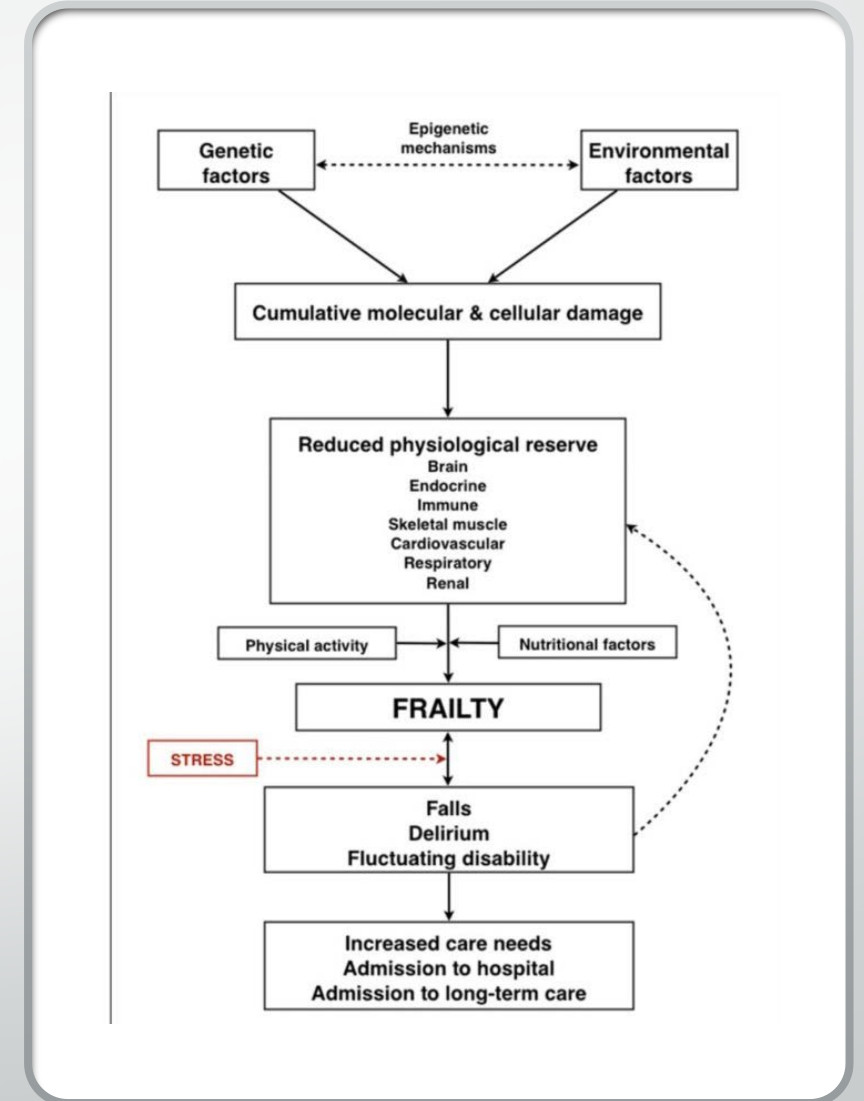 Epigenetic
mechanisms
Genetic
factors
Environmental
factors
Cumulative molecular & cellular damage
Reduced physiological reserve
Brain
Endocrine
Immune
Skeletal muscle
Cardiovascular
Respiratory
Renal
Physical activity
Nutritional factors
FRAILTY
STRESS
Falls
Delirium
Fluctuating disability
Increased care needs
Admission to hospital
Admission to long-term care